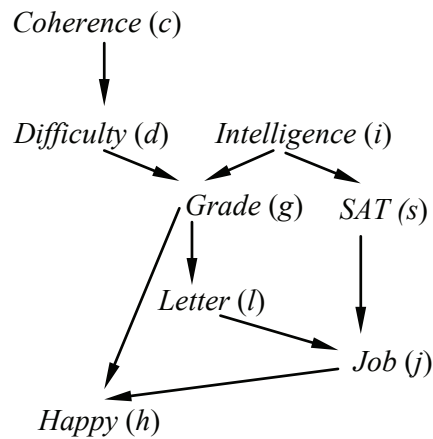 Coherence (c)
Difficulty (d) Intelligence (i)
Grade (g) SAT (s)
Letter (l)
Job (j)
Happy (h)